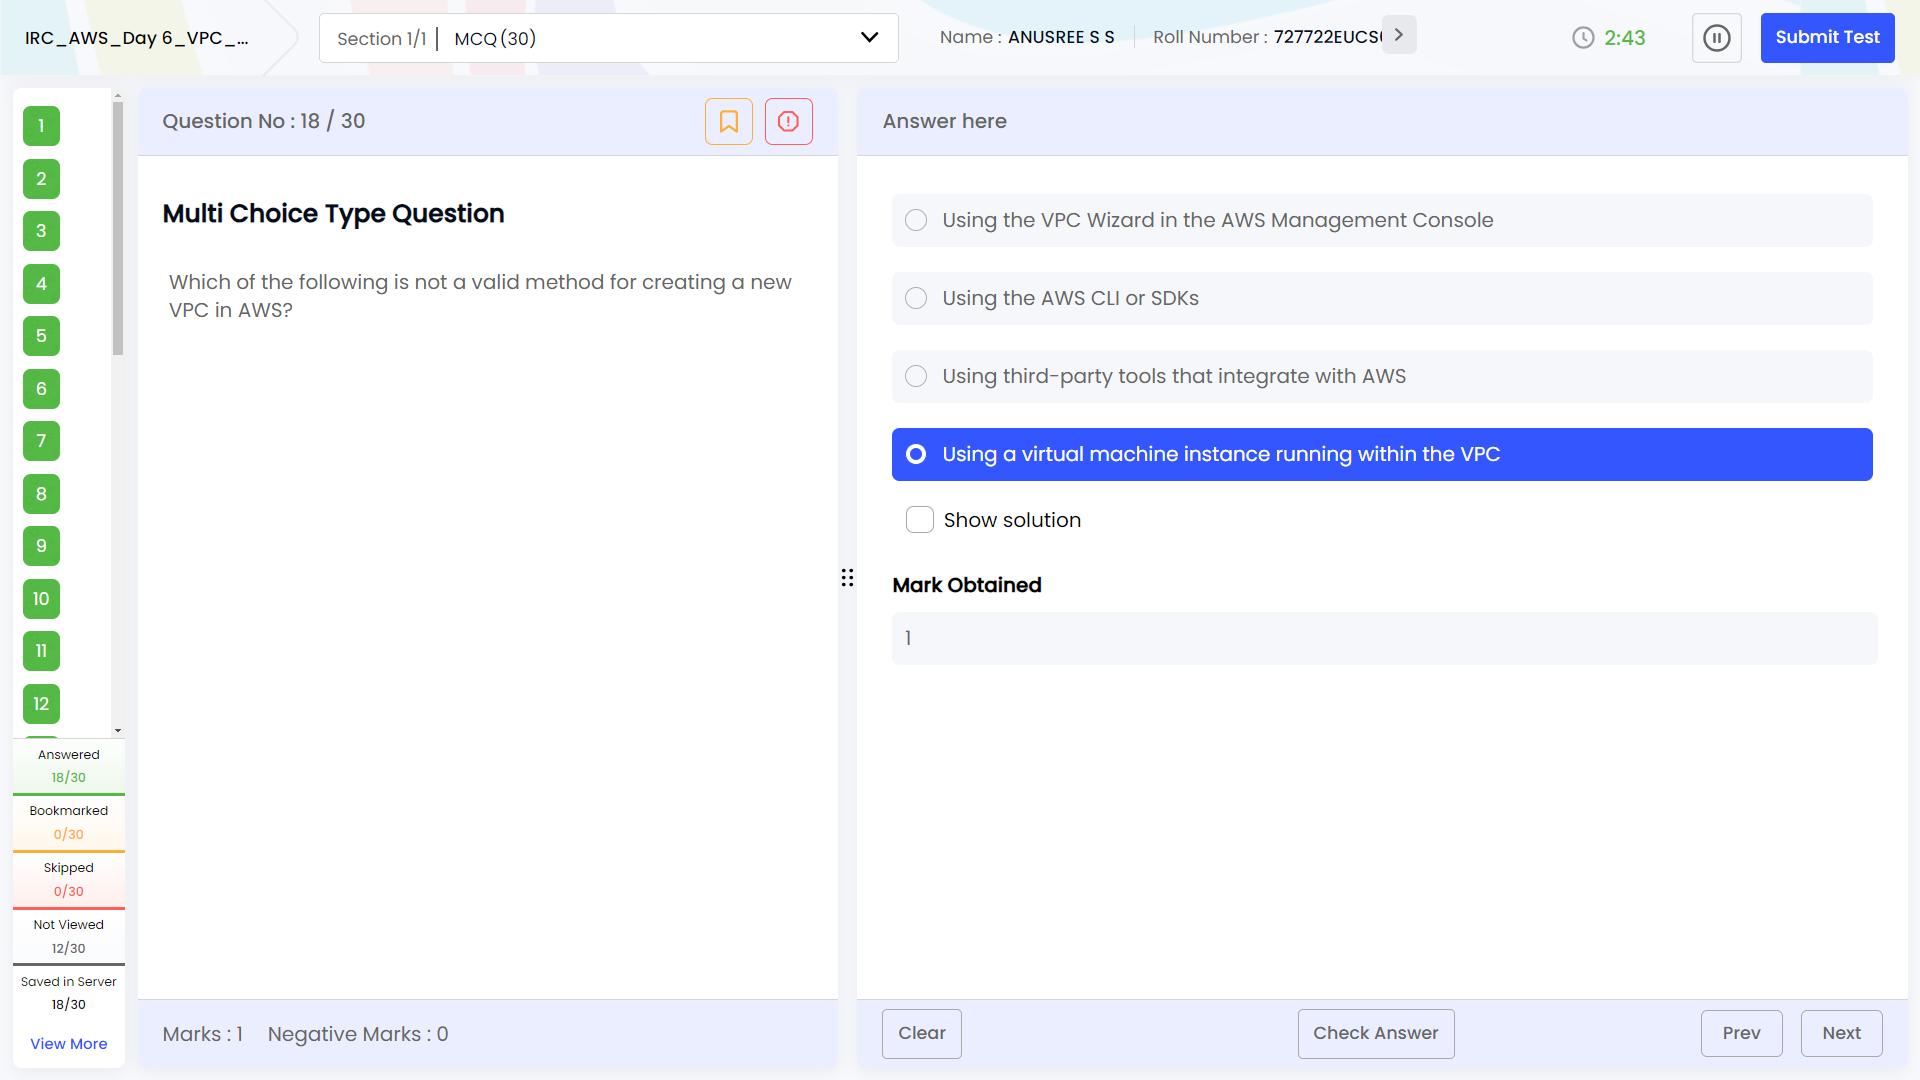 IRC_AWS_Day 6_VPC_...
Section 1/1 MCQ (30)
Name : ANUSREE S S
Roll Number :
2:43
Submit Test
1
2
3
4
5
6
7
8
9
10
11
12
Answered
18/30
Bookmarked
0/30
Skipped
0/30
Not Viewed
12/30
Saved in Server
18/30
View More
Question No : 18 / 30
Multi Choice Type Question
Which of the following is not a valid method for creating a new
VPC in AWS?
Marks : 1 Negative Marks : 0
Answer here
Using the VPC Wizard in the AWS Management Console
Using the AWS CLI or SDKs
Using third-party tools that integrate with AWS
Using a virtual machine instance running within the VPC
Show solution
Mark Obtained
1
Clear
Check Answer
Prev
Next